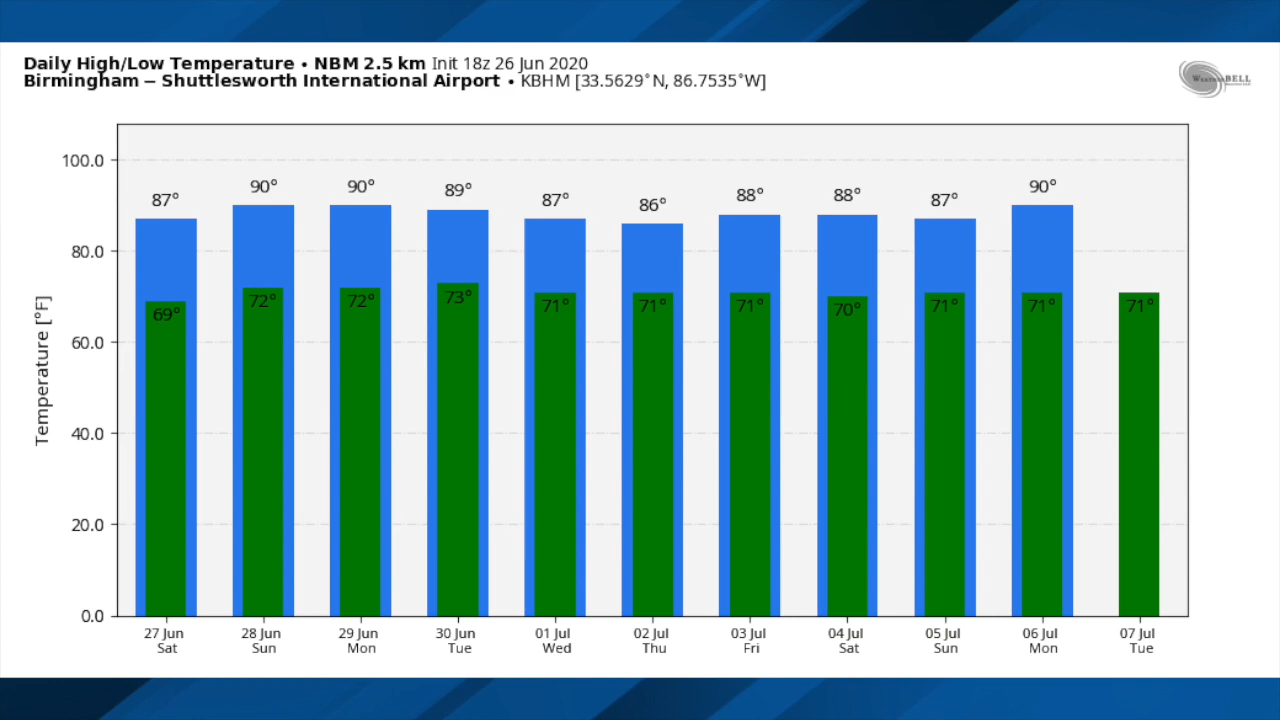 Daily High/Low Temperature • NBM 2.5 km Init 18z 26 Jun 2020
Birmingham – Shuttlesworth International Airport • KBHM [33.5629°N, 86.7535°W]
WeatherBELL
100.0
80.0
60.0
40.0
20.0
0.0
Temperature [°F]
87° 90° 90° 89° 87° 86° 88° 88° 87° 90°
69° 72° 72° 73° 71° 71° 71° 70° 71° 71° 71°
27 Jun 28 Jun 29 Jun 30 Jun 01 Jul 02 Jul 03 Jul 04 Jul 05 Jul 06 Jul 07 Jul
Sat Sun Mon Tue Wed Thu Fri Sat Sun Mon Tue